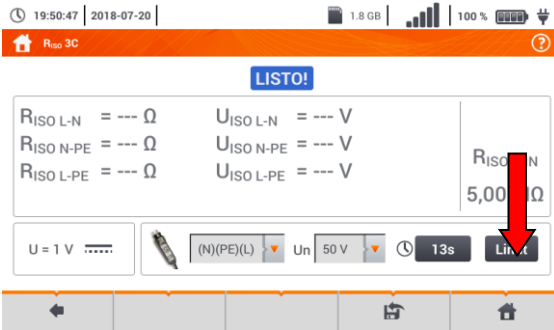 19:50:47 2018-07-20 1.8 GB 100 %
RISO 3C ?
LISTO!
RISO L-N = --- Ω UISO L-N = --- V
RISO N-PE = --- Ω UISO N-PE = --- V
RISO L-PE = --- Ω UISO L-PE = --- V
5,00
U = 1 V (N)(PE)(L) Un 50 V 13s